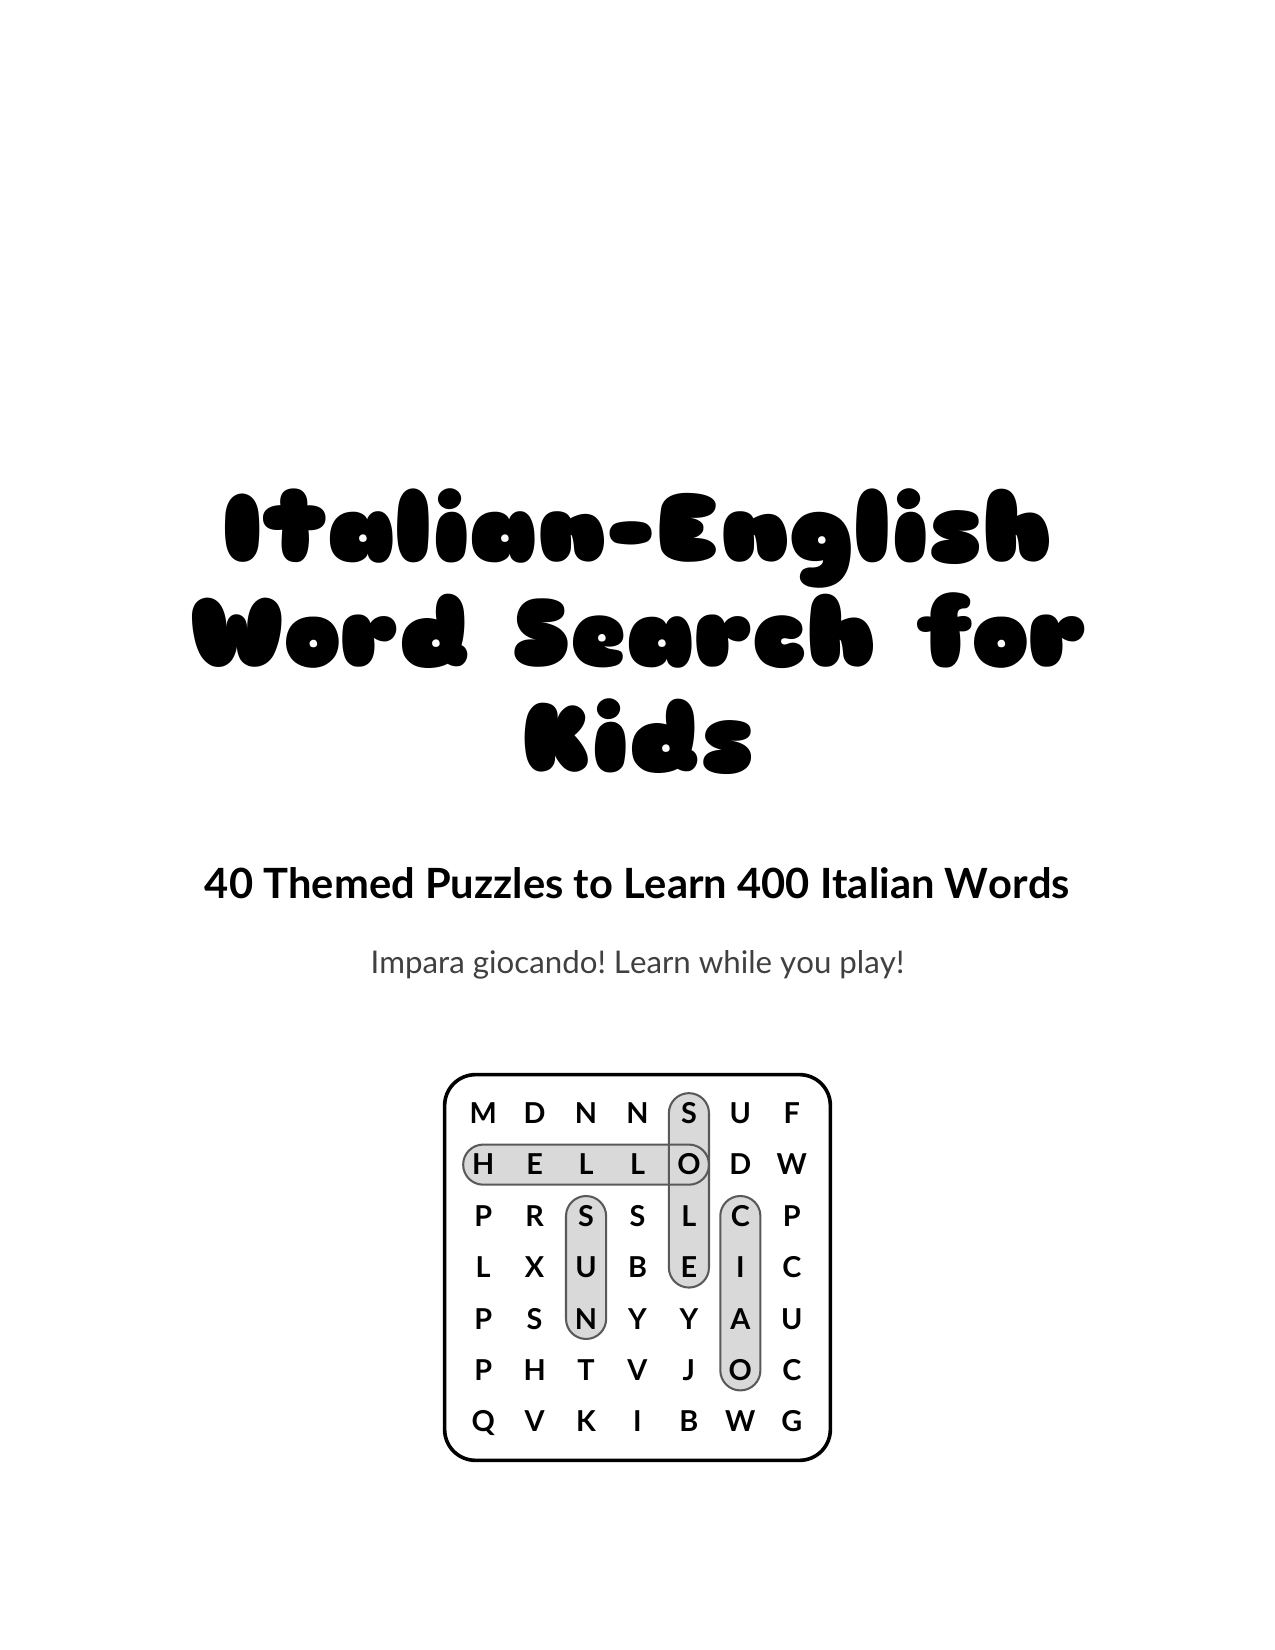 Italian-English
Word Search for
Kids
40 Themed Puzzles to Learn 400 Italian Words
Impara giocando! Learn while you play!
M D N N S U F
H E L L O D W
P R S S L C P
L X U B E I C
P S N Y Y A U
P H T V J O C
Q V K I B W G